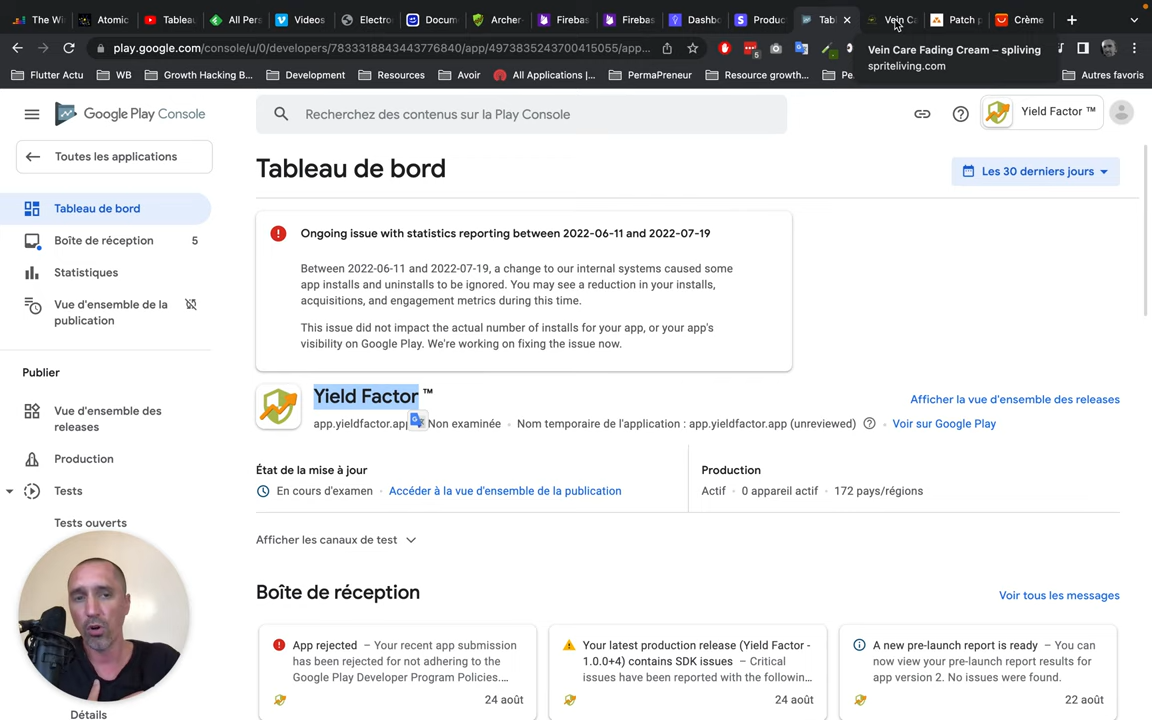 The Wi
Atomic
Tableau
All Pers
Videos
Electro
Docum
Archer-
Firebas
Firebas
Dashb
Produc
Tabl
Vein Ca
Patch p
Crème
play.google.com/console/u/0/developers/7833318843443776840/app/4973835243700415055/app...
5
Vein Care Fading Cream – spliving
spriteliving.com
Flutter Actu
WB
Growth Hacking B...
Development
Resources
Avoir
All Applications |...
PermaPreneur
Resource growth...
Pe
Autres favoris
Google Play Console
Recherchez des contenus sur la Play Console
Yield Factor ™
Toutes les applications
Tableau de bord
Les 30 derniers jours
Tableau de bord
Boîte de réception 5
Statistiques
Vue d'ensemble de la
publication
Publier
Vue d'ensemble des
releases
Production
Tests
Tests ouverts
Détails
Ongoing issue with statistics reporting between 2022-06-11 and 2022-07-19
Between 2022-06-11 and 2022-07-19, a change to our internal systems caused some
app installs and uninstalls to be ignored. You may see a reduction in your installs,
acquisitions, and engagement metrics during this time.
This issue did not impact the actual number of installs for your app, or your app's
visibility on Google Play. We're working on fixing the issue now.
Yield Factor ™
Afficher la vue d'ensemble des releases
app.yieldfactor.app Non examinée • Nom temporaire de l'application : app.yieldfactor.app (unreviewed) • Voir sur Google Play
État de la mise à jour
En cours d'examen • Accéder à la vue d'ensemble de la publication
Production
Actif • 0 appareil actif • 172 pays/régions
Afficher les canaux de test
Boîte de réception
Voir tous les messages
App rejected – Your recent app submission
has been rejected for not adhering to the
Google Play Developer Program Policies....
24 août
Your latest production release (Yield Factor -
1.0.0+4) contains SDK issues – Critical
issues have been reported with the followin...
24 août
A new pre-launch report is ready – You can
now view your pre-launch report results for
app version 2. No issues were found.
22 août